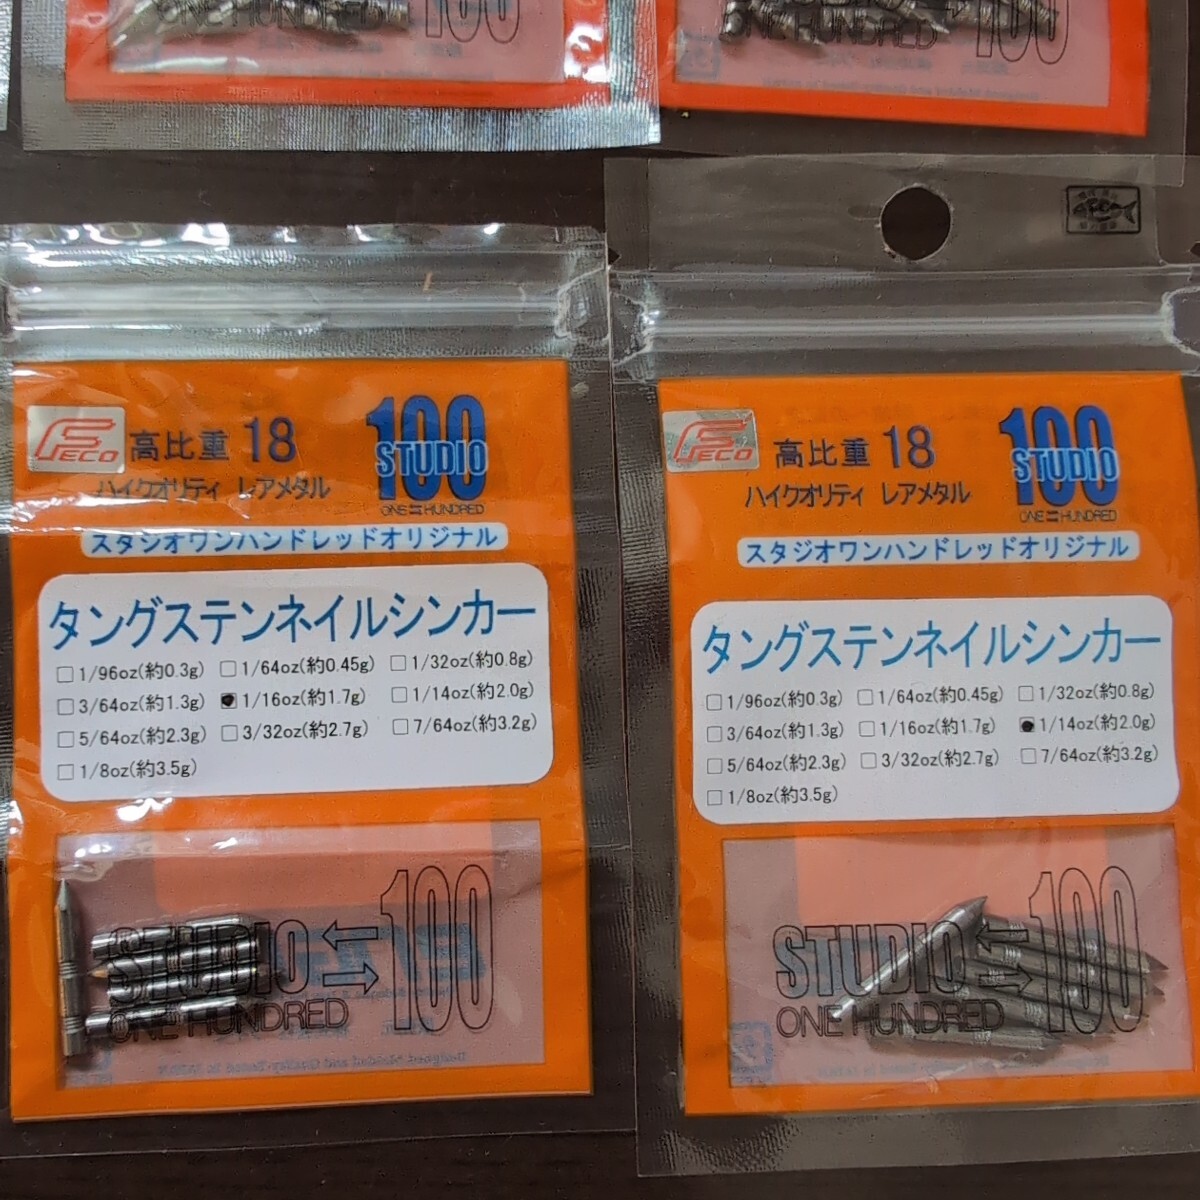 ONE HUNDRED 100
ONE HUNDRED 100
FECO 高比重 18 100
STUDIO
ONE HUNDRED
ハイクオリティ レアメタル
スタジオワンハンドレッドオリジナル
タングステンネイルシンカー
□1/96oz(約0.3g) □1/64oz(約0.45g) □1/32oz(約0.8g)
□3/64oz(約1.3g) ■1/16oz(約1.7g) □1/14oz(約2.0g)
□5/64oz(約2.3g) □3/32oz(約2.7g) □7/64oz(約3.2g)
□1/8oz(約3.5g)
STUDIO 100
ONE HUNDRED
FECO 高比重 18 100
STUDIO
ONE HUNDRED
ハイクオリティ レアメタル
スタジオワンハンドレッドオリジナル
タングステンネイルシンカー
□1/96oz(約0.3g) □1/64oz(約0.45g) □1/32oz(約0.8g)
□3/64oz(約1.3g) □1/16oz(約1.7g) ■1/14oz(約2.0g)
□5/64oz(約2.3g) □3/32oz(約2.7g) □7/64oz(約3.2g)
□1/8oz(約3.5g)
STUDIO 100
ONE HUNDRED